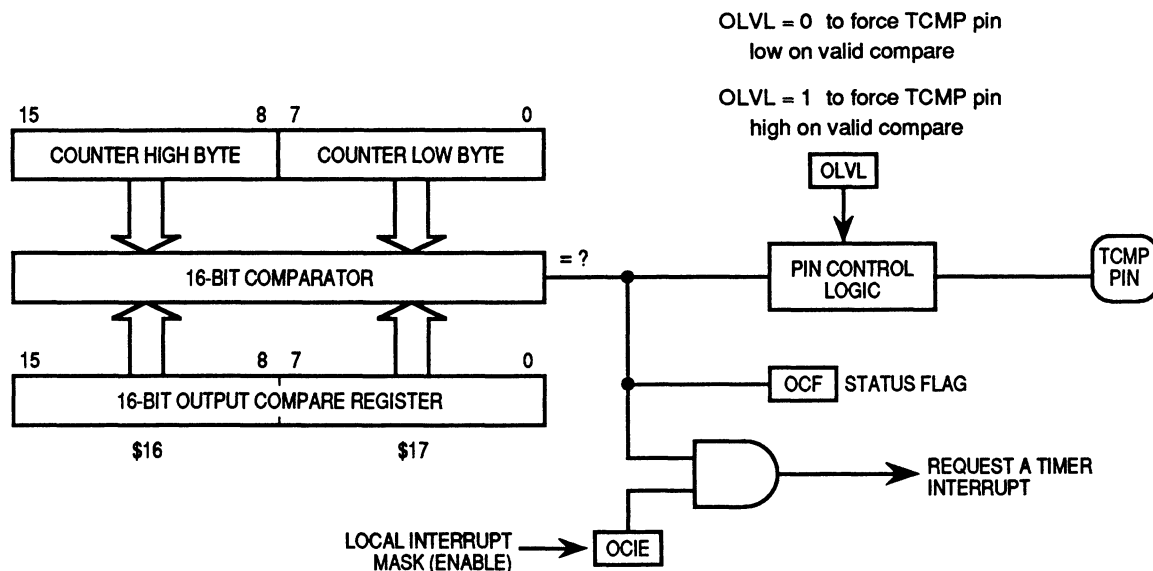 OLVL = 0 to force TCMP pin
low on valid compare
OLVL = 1 to force TCMP pin
high on valid compare
15 8 7 0
COUNTER HIGH BYTE COUNTER LOW BYTE
OLVL
16-BIT COMPARATOR
= ?
PIN CONTROL
LOGIC
TCMP
PIN
15 8 7 0
16-BIT OUTPUT COMPARE REGISTER
$16 $17
OCF STATUS FLAG
REQUEST A TIMER
INTERRUPT
LOCAL INTERRUPT
MASK (ENABLE)
OCIE